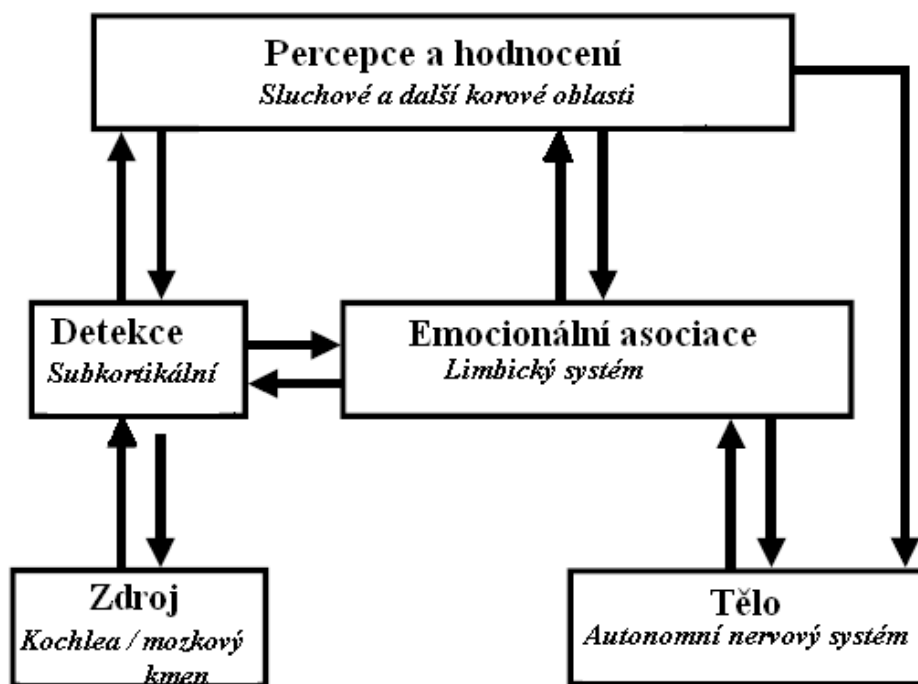 Percepce a hodnocení
Sluchové a další korové oblasti
Detekce
Subkortikální
Emocionální asociace
Limbický systém
Zdroj
Kochlea / mozkový
kmen
Tělo
Autonomní nervový systém